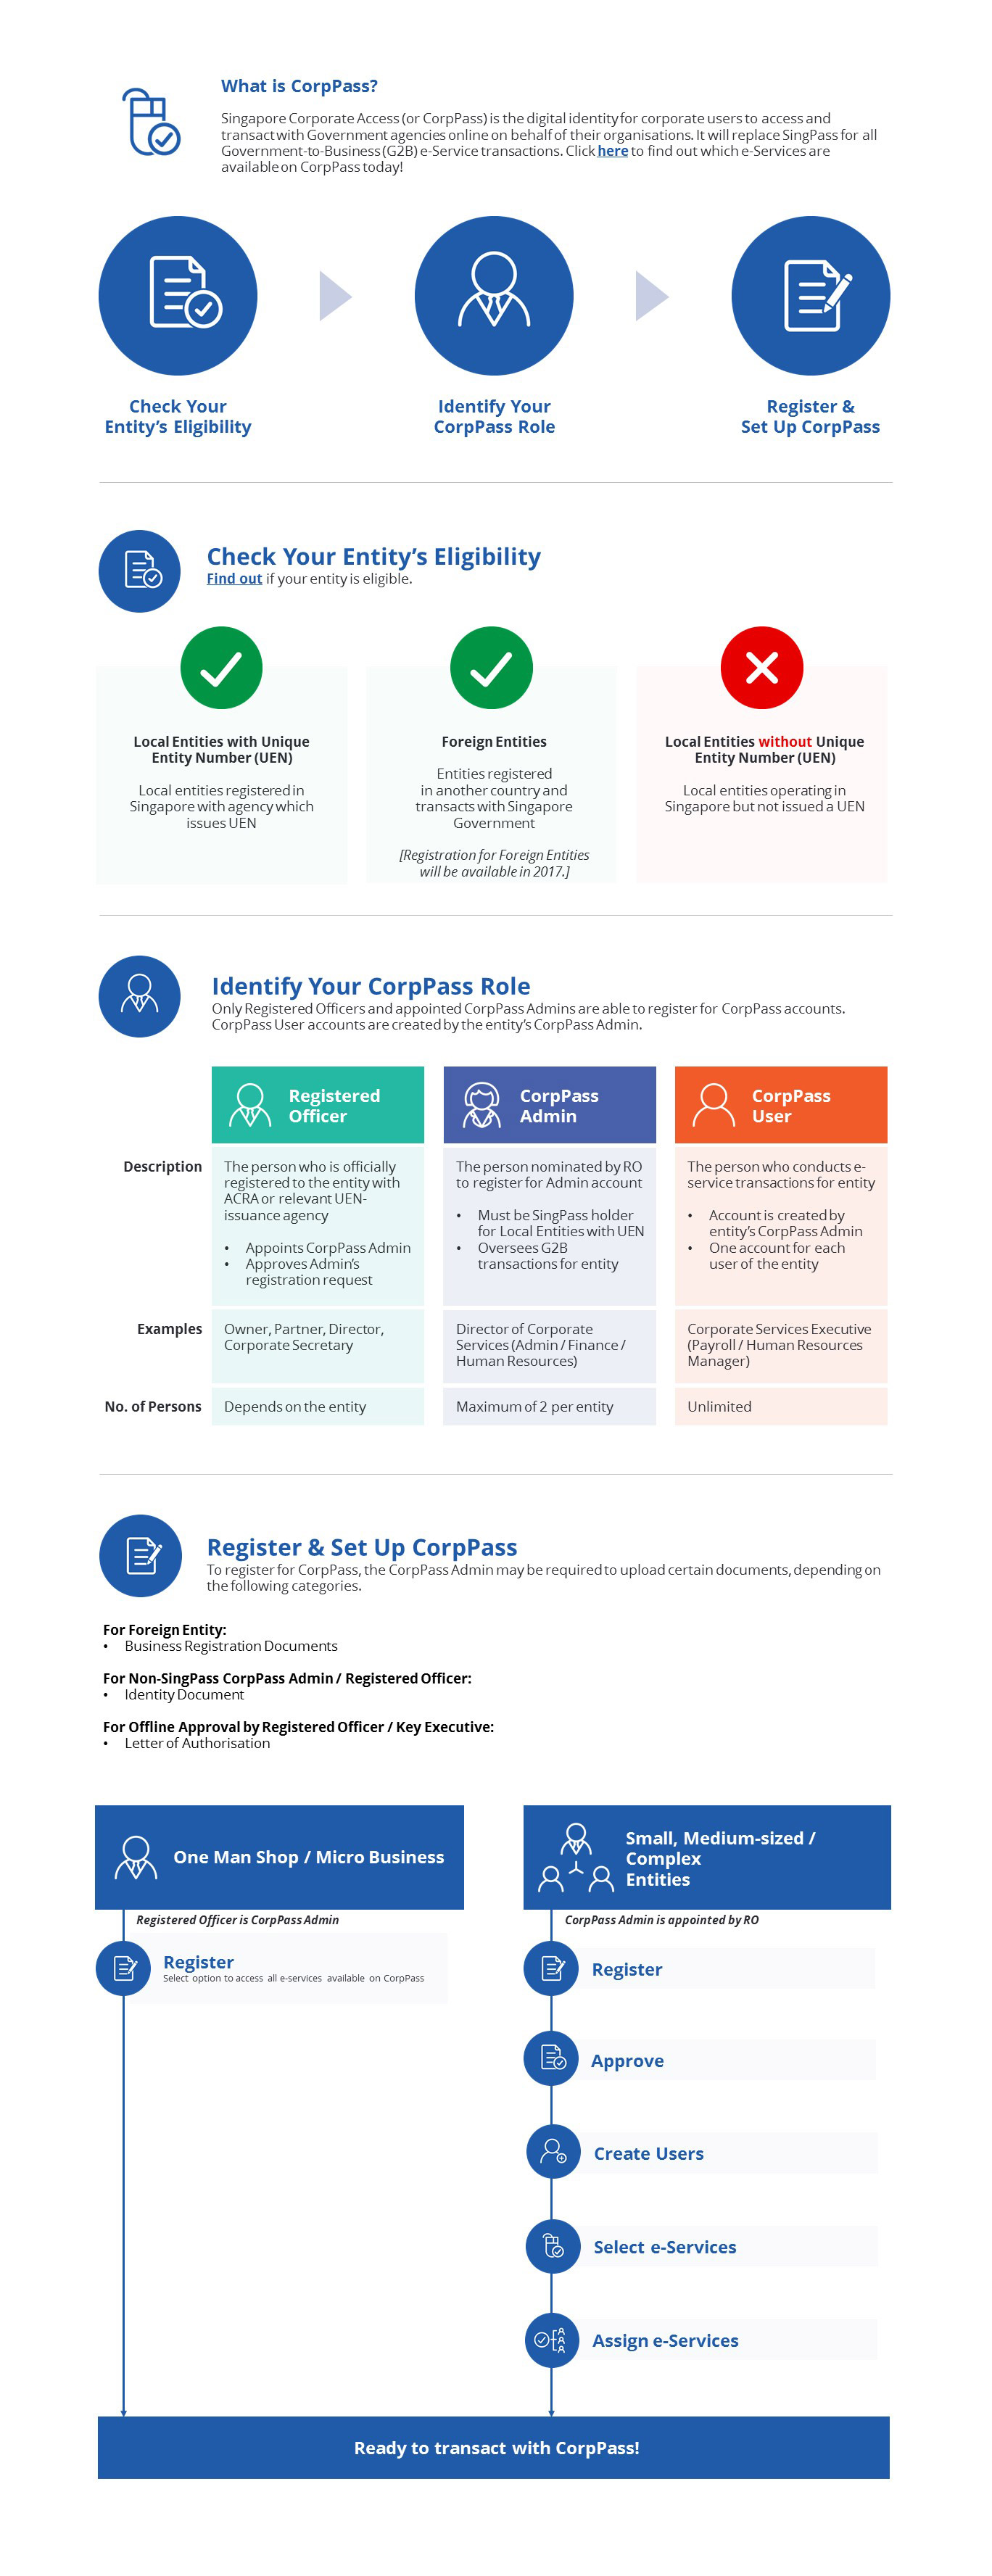 What is CorpPass?
Singapore Corporate Access (or CorpPass) is the digital identity for corporate users to access and
transact with Government agencies online on behalf of their organisations. It will replace SingPass for all
Government-to-Business (G2B) e-Service transactions. Click here to find out which e-Services are
available on CorpPass today!
Check Your
Entity's Eligibility
Identify Your
CorpPass Role
Register &
Set Up CorpPass
Check Your Entity's Eligibility
Find out if your entity is eligible.
Local Entities with Unique
Entity Number (UEN)
Local entities registered in
Singapore with agency which
issues UEN
Foreign Entities
Entities registered
in another country and
transacts with Singapore
Government
[Registration for Foreign Entities
will be available in 2017.]
Local Entities without Unique
Entity Number (UEN)
Local entities operating in
Singapore but not issued a UEN
Identify Your CorpPass Role
Only Registered Officers and appointed CorpPass Admins are able to register for CorpPass accounts.
CorpPass User accounts are created by the entity's CorpPass Admin.
Registered
Officer
CorpPass
Admin
CorpPass
User
Description
The person who is officially
registered to the entity with
ACRA or relevant UEN-
issuance agency
• Appoints CorpPass Admin
• Approves Admin's
registration request
The person nominated by RO
to register for Admin account
• Must be SingPass holder
for Local Entities with UEN
• Oversees G2B
transactions for entity
The person who conducts e-
service transactions for entity
• Account is created by
entity's CorpPass Admin
• One account for each
user of the entity
Examples
Owner, Partner, Director,
Corporate Secretary
Director of Corporate
Services (Admin / Finance /
Human Resources)
Corporate Services Executive
(Payroll / Human Resources
Manager)
No. of Persons
Depends on the entity
Maximum of 2 per entity
Unlimited
Register & Set Up CorpPass
To register for CorpPass, the CorpPass Admin may be required to upload certain documents, depending on
the following categories.
For Foreign Entity:
• Business Registration Documents
For Non-SingPass CorpPass Admin / Registered Officer:
• Identity Document
For Offline Approval by Registered Officer / Key Executive:
• Letter of Authorisation
One Man Shop / Micro Business
Registered Officer is CorpPass Admin
Register
Select option to access all e-services available on CorpPass
Small, Medium-sized /
Complex
Entities
CorpPass Admin is appointed by RO
Register
Approve
Create Users
Select e-Services
Assign e-Services
Ready to transact with CorpPass!